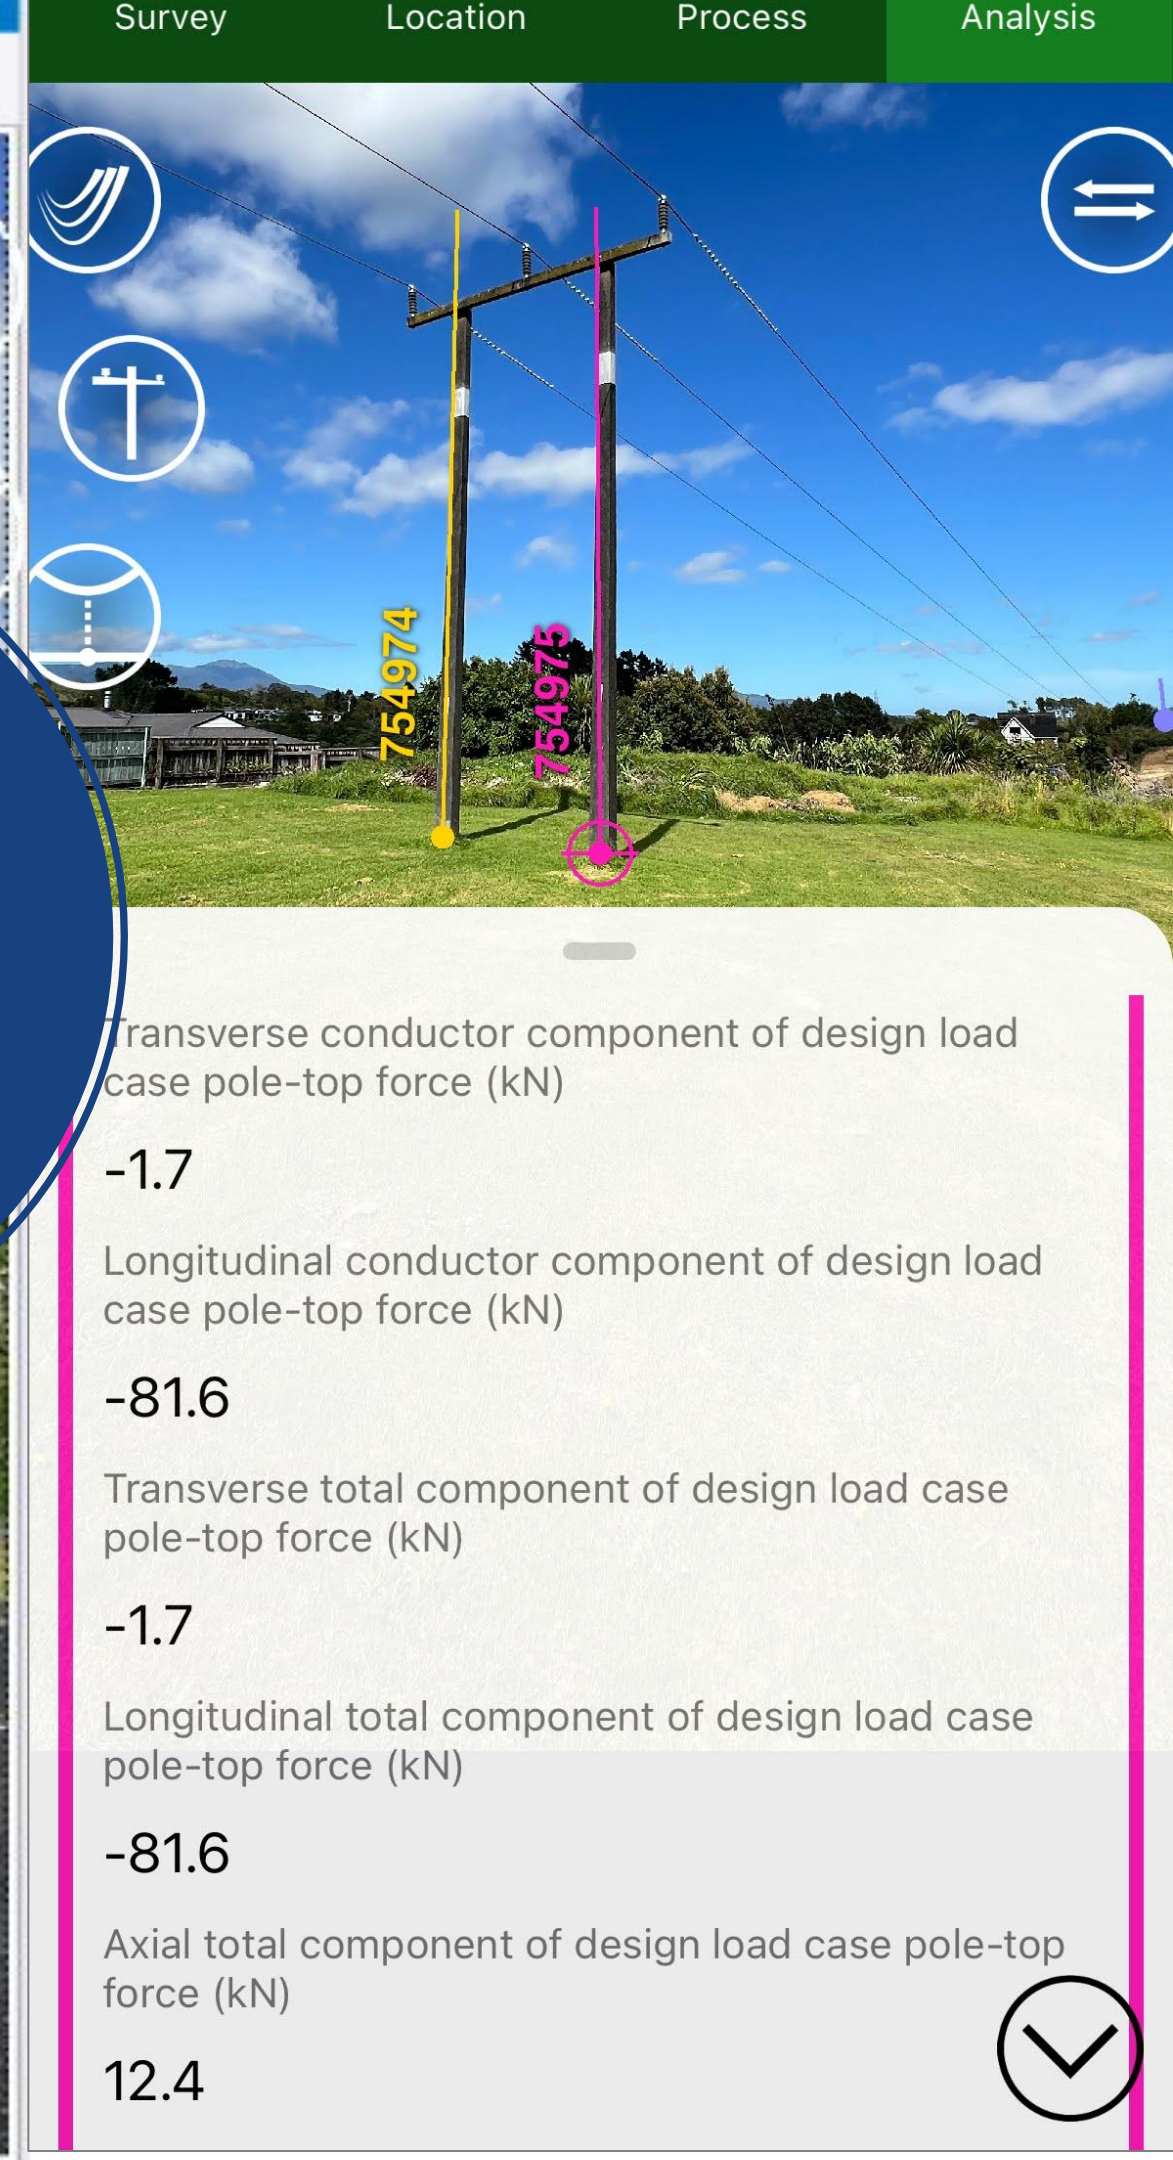 Survey
Location
Process
Analysis
754974
754975
Transverse conductor component of design load
case pole-top force (kN)
-1.7
Longitudinal conductor component of design load
case pole-top force (kN)
-81.6
Transverse total component of design load case
pole-top force (kN)
-1.7
Longitudinal total component of design load case
pole-top force (kN)
-81.6
Axial total component of design load case pole-top
force (kN)
12.4